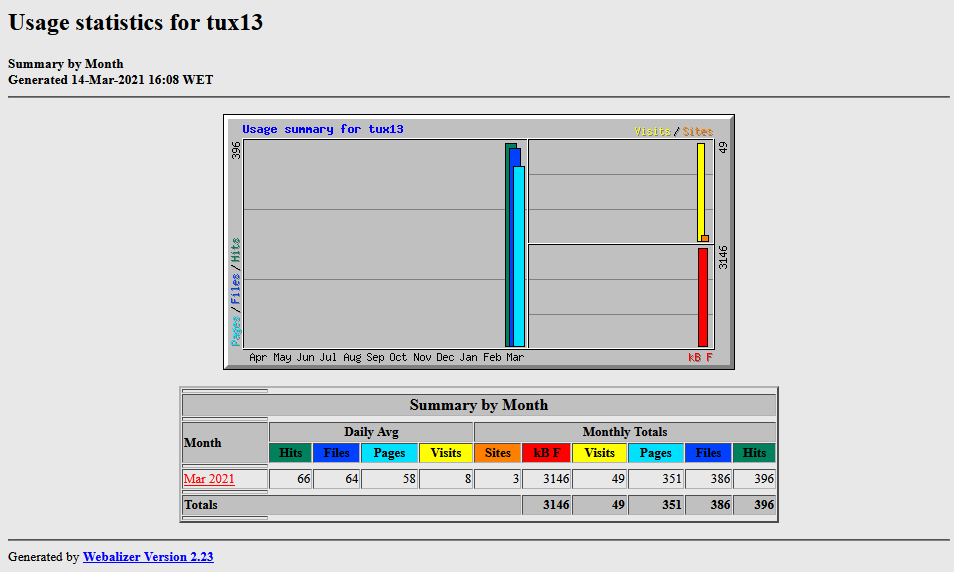 Usage statistics for tux13
Summary by Month
Generated 14-Mar-2021 16:08 WET
Usage summary for tux13
Visits / Sites
396
49
3146
Pages / Files / Hits
Apr May Jun Jul Aug Sep Oct Nov Dec Jan Feb Mar
kB F
Summary by Month
Month
Daily Avg
Monthly Totals
Hits Files Pages Visits Sites kB F Visits Pages Files Hits
Mar 2021 66 64 58 8 3 3146 49 351 386 396
Totals 3146 49 351 386 396
Generated by Webalizer Version 2.23